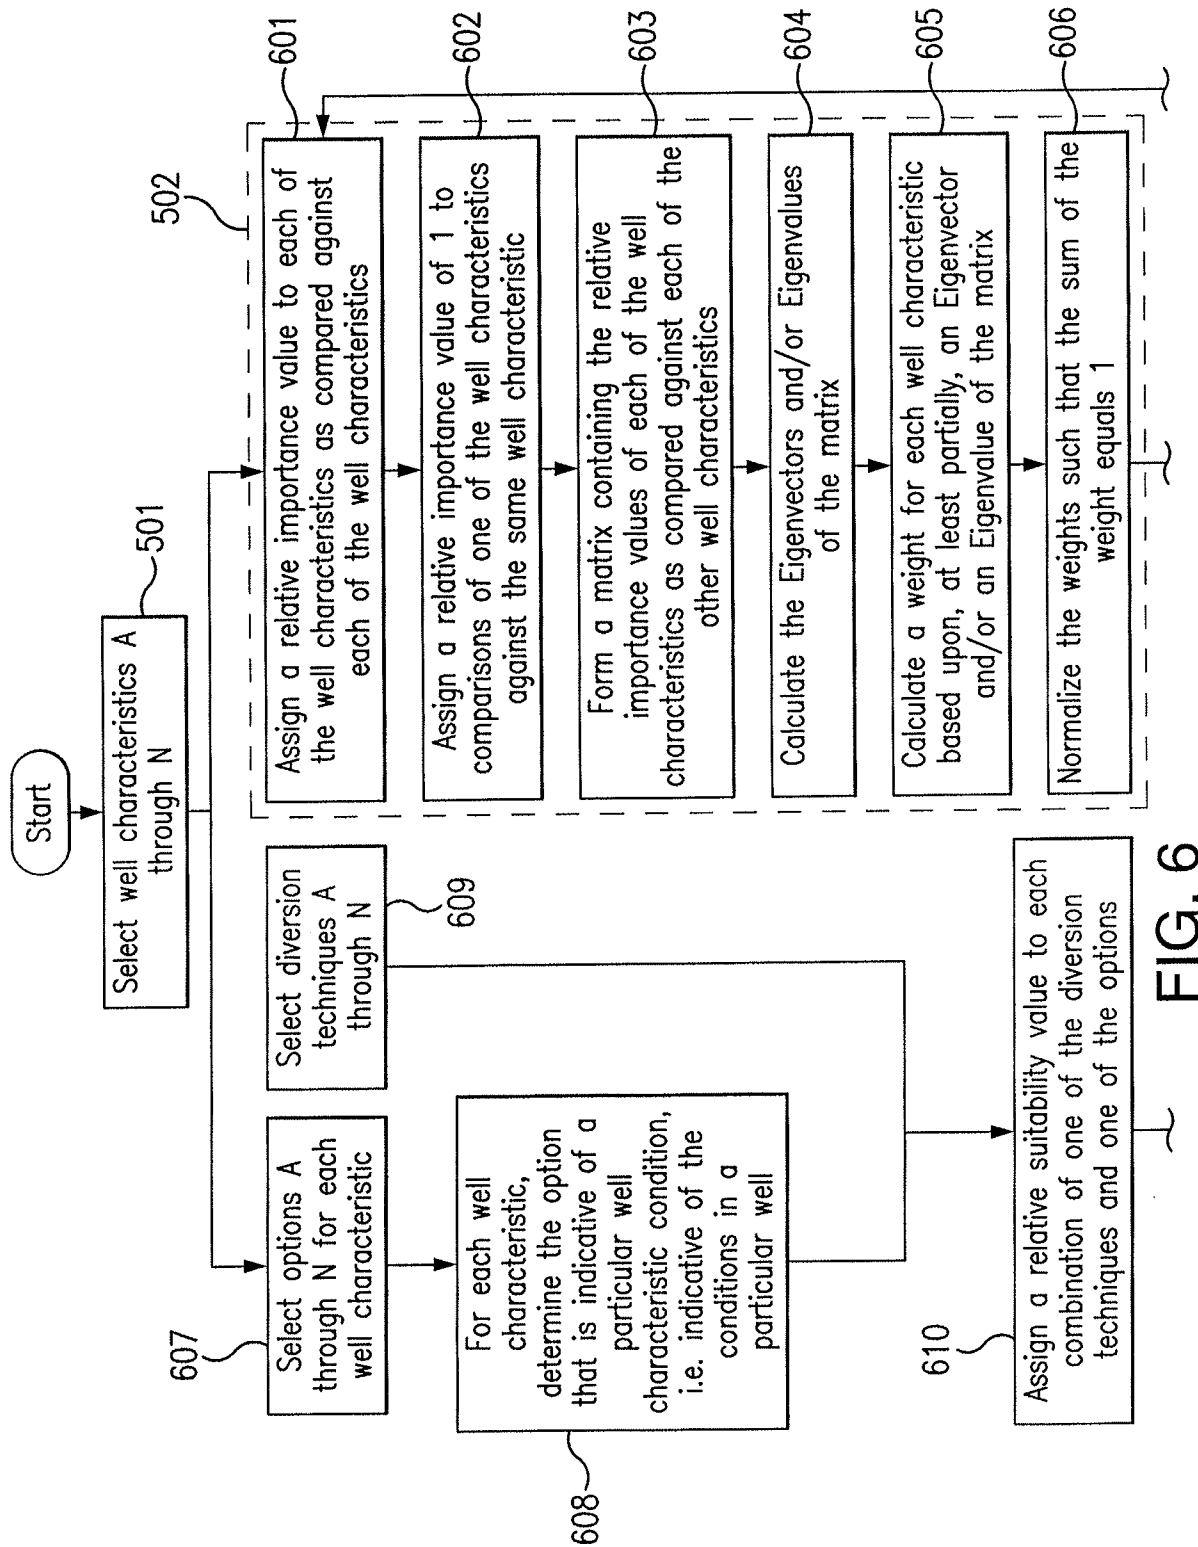 Start
Select well characteristics A
through N
501
502
Assign a relative importance value to each of
the well characteristics as compared against
each of the well characteristics
601
Assign a relative importance value of 1 to
comparisons of one of the well characteristics
against the same well characteristic
602
Form a matrix containing the relative
importance values of each of the well
characteristics as compared against each of the
other well characteristics
603
Calculate the Eigenvectors and/or Eigenvalues
of the matrix
604
Calculate a weight for each well characteristic
based upon, at least partially, an Eigenvector
and/or an Eigenvalue of the matrix
605
Normalize the weights such that the sum of the
weight equals 1
606
607
Select options A
through N for each
well characteristic
Select diversion
techniques A
through N
609
For each well
characteristic,
determine the option
that is indicative of a
particular well
characteristic condition,
i.e. indicative of the
conditions in a
particular well
608
610
Assign a relative suitability value to each
combination of one of the diversion
techniques and one of the options
FIG. 6